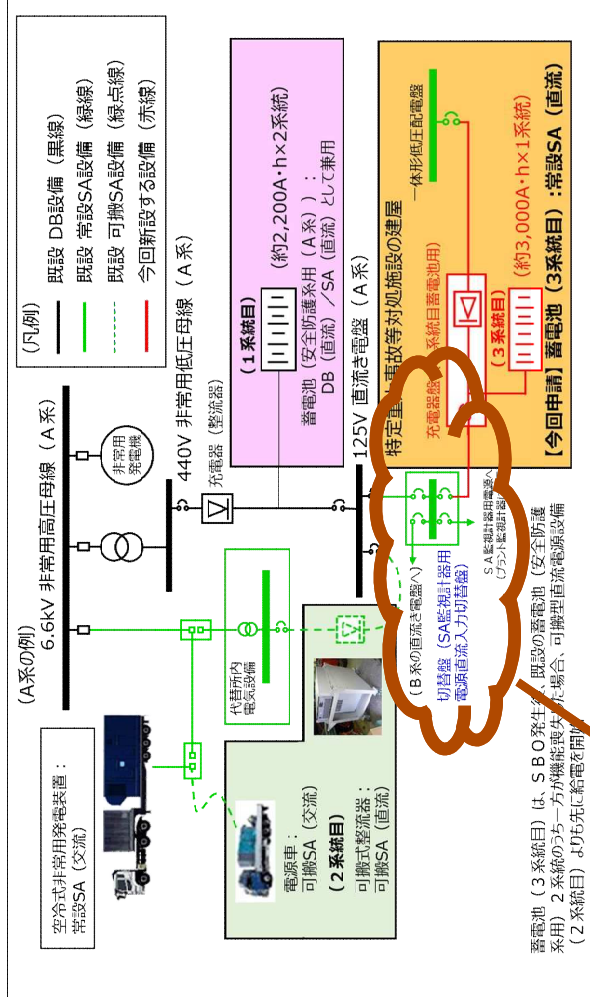 (A系の例)
6.6kV 非常用高圧母線（Ａ系）
(凡例)
既設 DB設備（黒線）
既設 常設SA設備（緑線）
既設 可搬SA設備（緑点線）
今回新設する設備（赤線）
空冷式非常用発電装置：
常設SA（交流）
非常用
発電機
440V 非常用低圧母線（Ａ系）
充電器（整流器）
代替所内
電気設備
電源車：
可搬SA（交流）
(２系統目)
可搬式整流器：
可搬SA（直流）
(１系統目)
(約2,200A･h×2系統)
蓄電池（安全防護系用（Ａ系））：
DB（直流）／SA（直流）として兼用
125V 直流き電盤（Ａ系）
(Ｂ系の直流き電盤へ)
切替盤（SA監視計器用
電源直流入力切替盤）
ＳＡ監視計器用電源へ
(プラント監視計器
特定重 事故等対処施設の建屋
一体形低圧配電盤
充電器盤 系統目蓄電池用)
(３系統目)
(約3,000A･h×1系統)
【今回申請】蓄電池（3系統目）:常設SA（直流）
蓄電池（３系統目）は、ＳＢＯ発生後、既設の蓄電池（安全防護
系用）２系統のうち一方が機能喪失 た場合、可搬型直流電源設備
（２系統目）よりも先に給電を開始